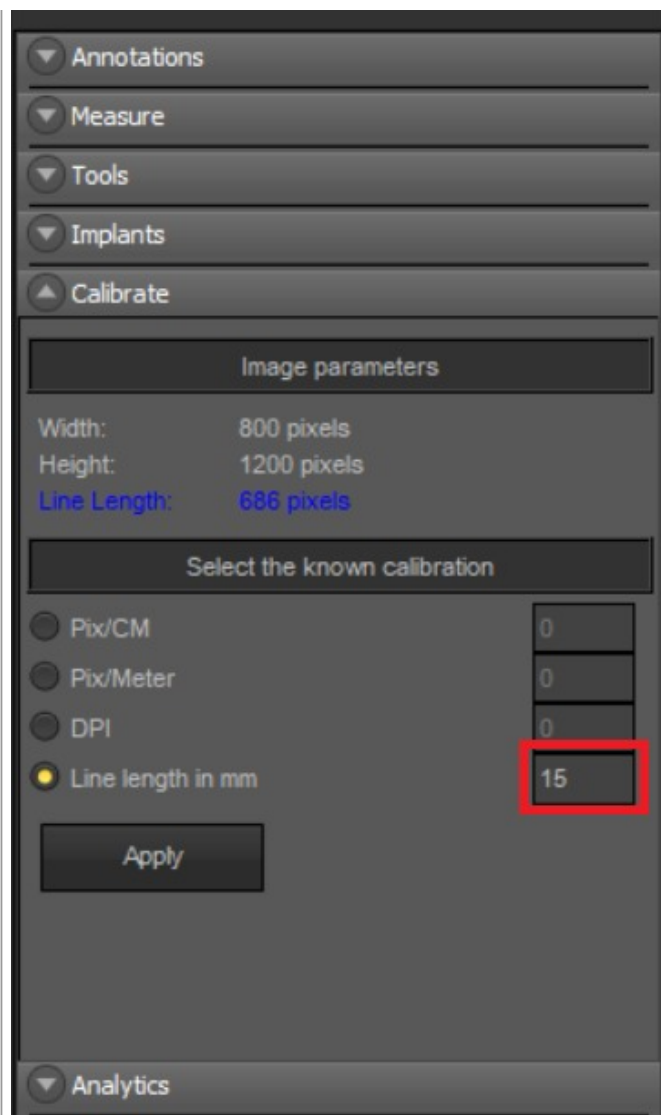 Annotations
Measure
Tools
Implants
Calibrate
Image parameters
Width: 800 pixels
Height: 1200 pixels
Line Length: 686 pixels
Select the known calibration
Pix/CM 0
Pix/Meter 0
DPI 0
Line length in mm 15
Apply
Analytics